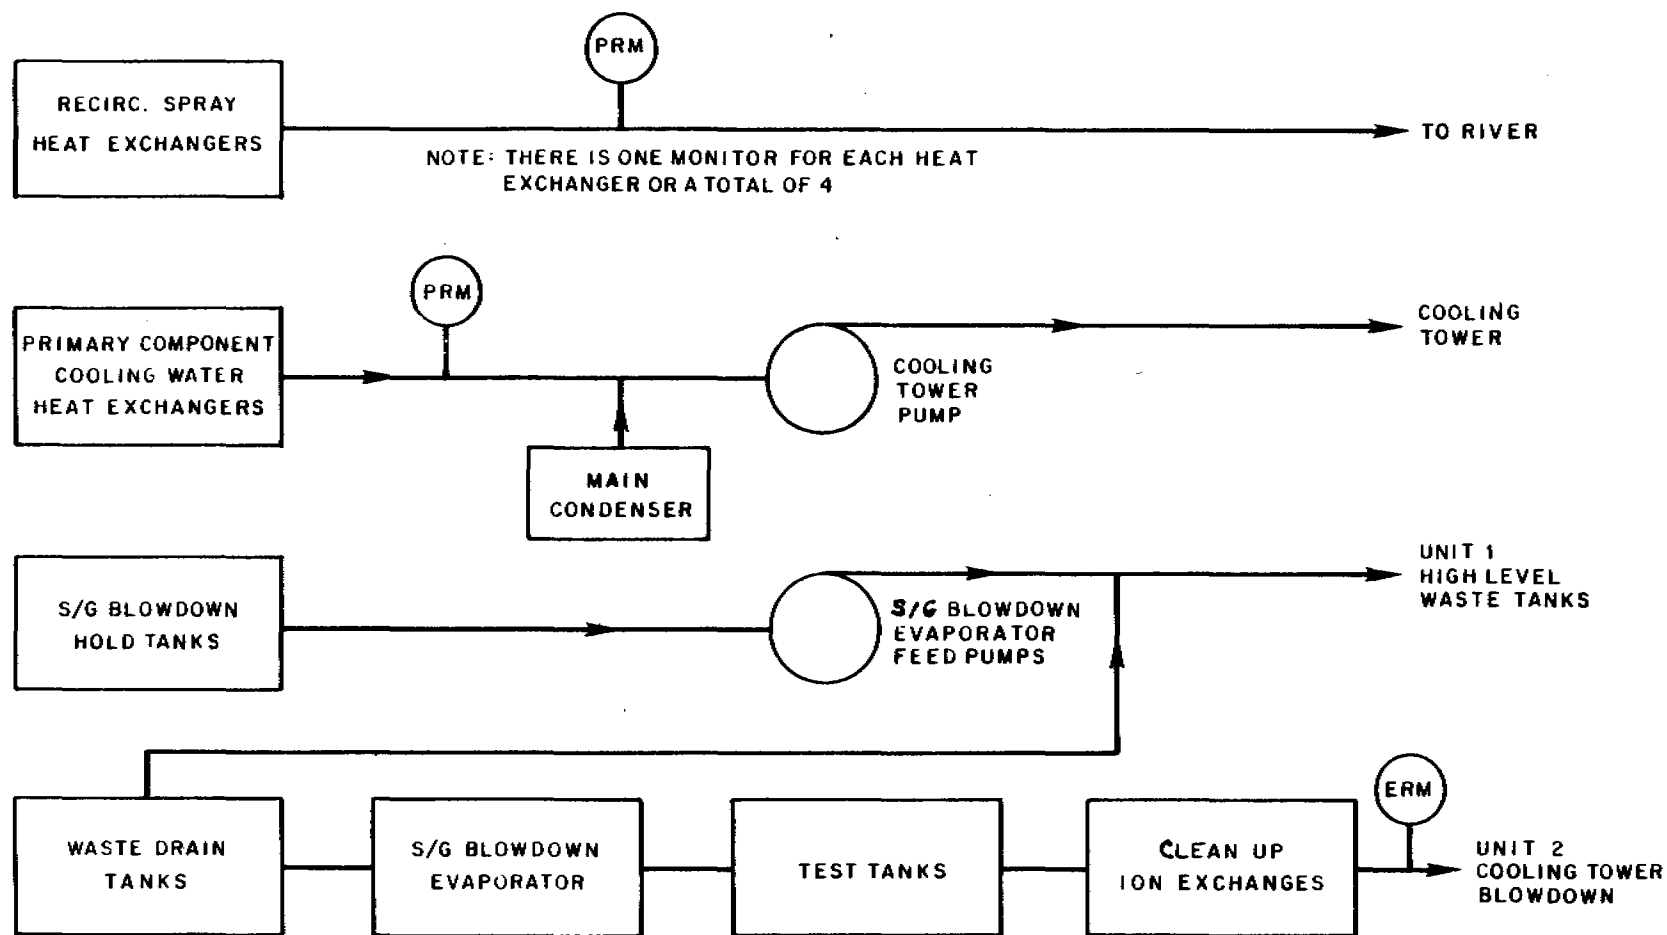 PRM
RECIRC. SPRAY
HEAT EXCHANGERS
TO RIVER
NOTE: THERE IS ONE MONITOR FOR EACH HEAT
EXCHANGER OR A TOTAL OF 4
PRM
PRIMARY COMPONENT
COOLING WATER
HEAT EXCHANGERS
COOLING
TOWER
PUMP
COOLING
TOWER
MAIN
CONDENSER
S/G BLOWDOWN
HOLD TANKS
S/G BLOWDOWN
EVAPORATOR
FEED PUMPS
UNIT 1
HIGH LEVEL
WASTE TANKS
WASTE DRAIN
TANKS
S/G BLOWDOWN
EVAPORATOR
TEST TANKS
CLEAN UP
ION EXCHANGES
ERM
UNIT 2
COOLING TOWER
BLOWDOWN